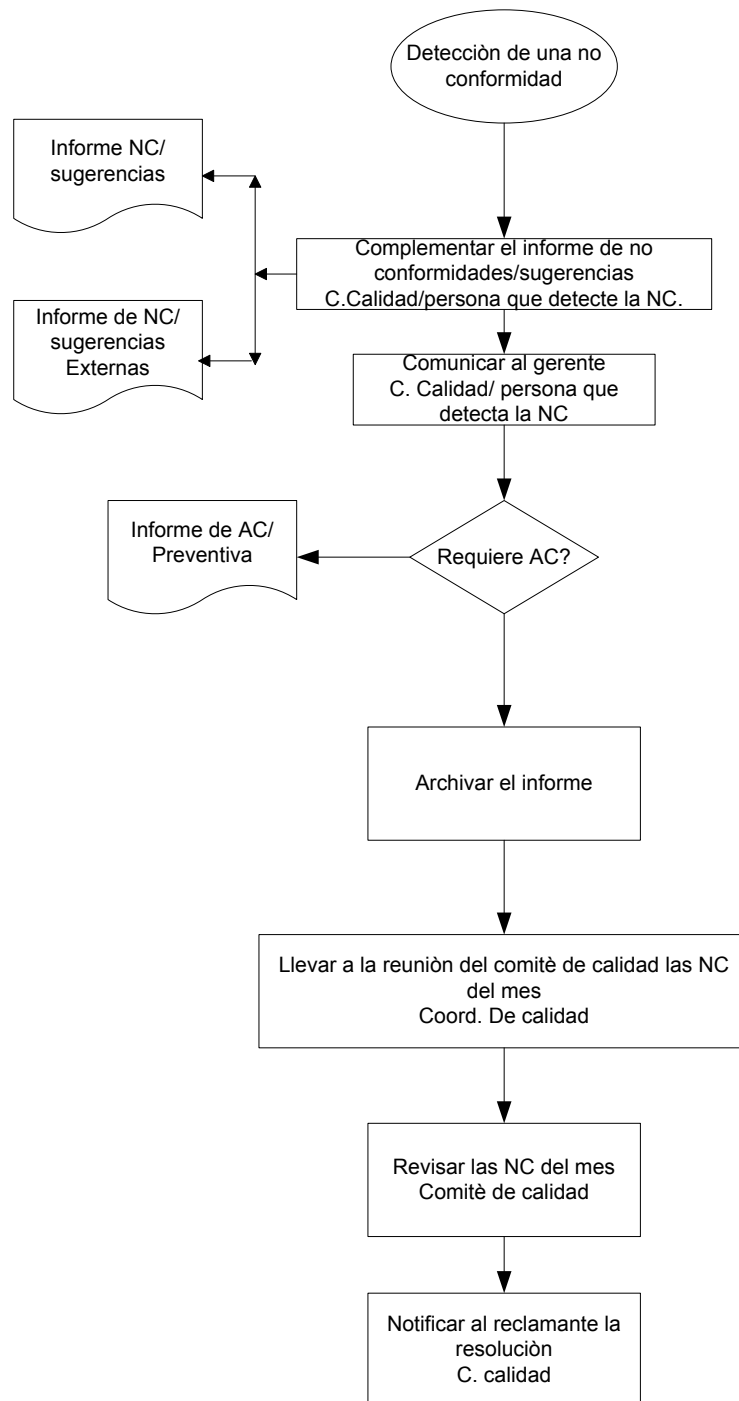 Detecciòn de una no
conformidad
Informe NC/
sugerencias
Complementar el informe de no
conformidades/sugerencias
C.Calidad/persona que detecte la NC.
Informe de NC/
sugerencias
Externas
Comunicar al gerente
C. Calidad/ persona que
detecta la NC
Informe de AC/
Preventiva
Requiere AC?
Archivar el informe
Llevar a la reuniòn del comitè de calidad las NC
del mes
Coord. De calidad
Revisar las NC del mes
Comitè de calidad
Notificar al reclamante la
resoluciòn
C. calidad